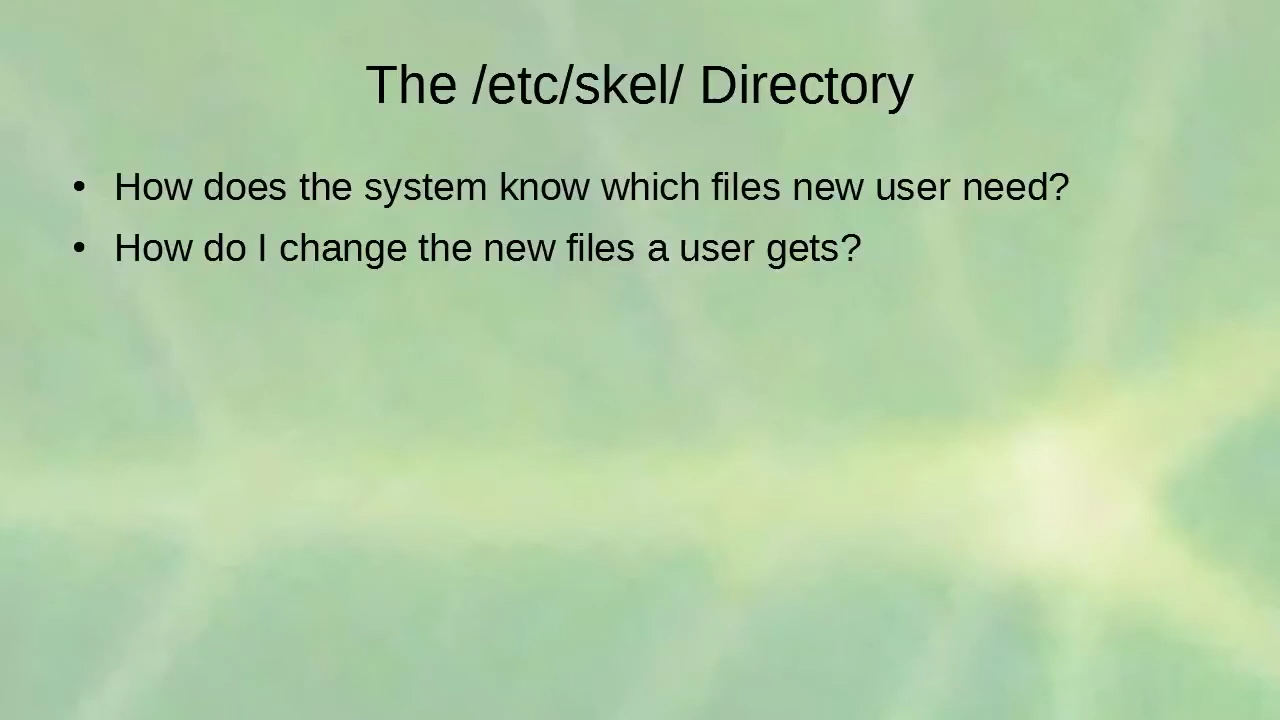 The /etc/skel/ Directory
• How does the system know which files new user need?
• How do I change the new files a user gets?